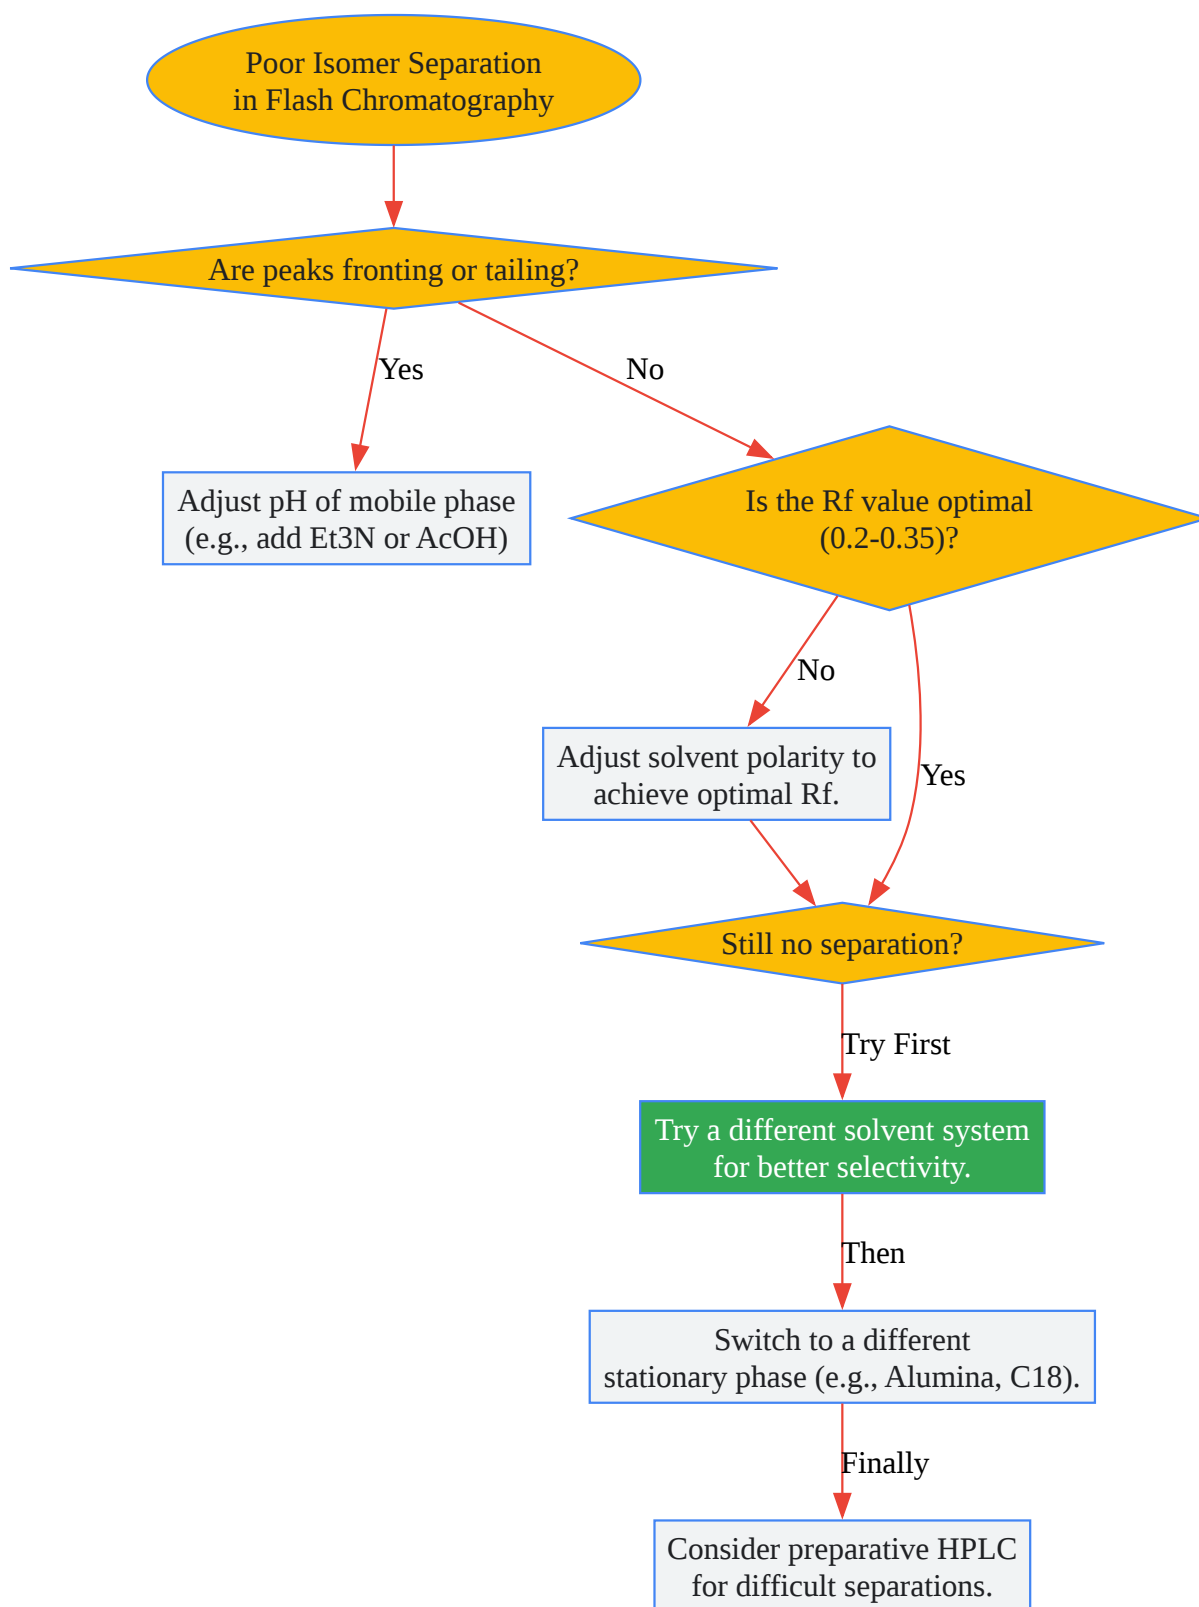 Poor Isomer Separation
in Flash Chromatography
Are peaks fronting or tailing?
Yes
No
Adjust pH of mobile phase
(e.g., add Et3N or AcOH)
Is the Rf value optimal
(0.2-0.35)?
No
Yes
Adjust solvent polarity to
achieve optimal Rf.
Still no separation?
Try First
Try a different solvent system
for better selectivity.
Then
Switch to a different
stationary phase (e.g., Alumina, C18).
Finally
Consider preparative HPLC
for difficult separations.